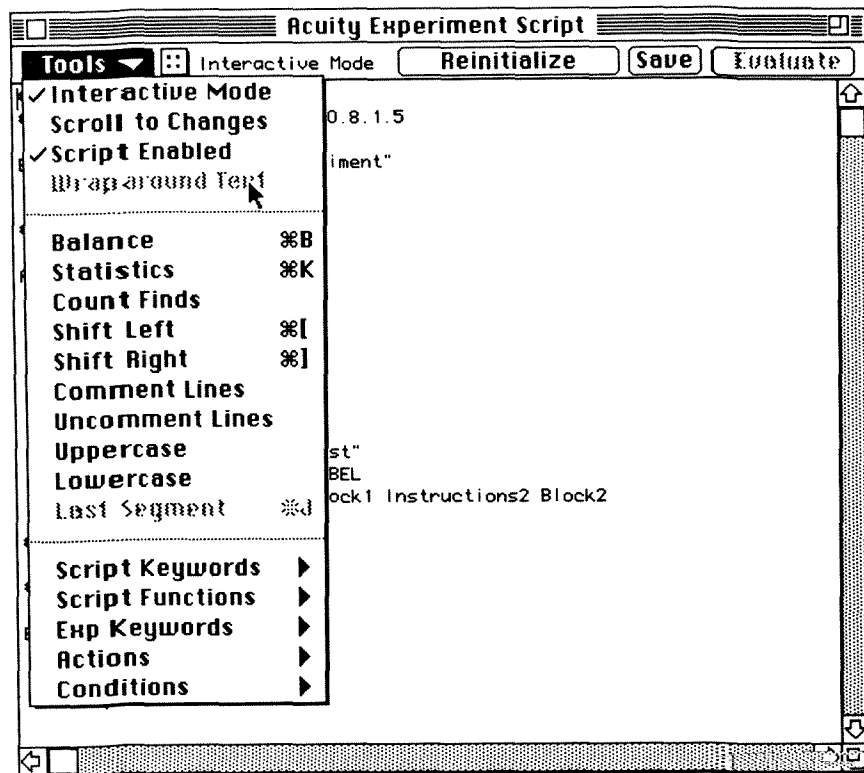 Acuity Experiment Script
Tools Interactive Mode Reinitialize Save Evaluate
✓Interactive Mode
Scroll to Changes
✓Script Enabled
Wraparound Text
Balance ⌘B
Statistics ⌘K
Count Finds
Shift Left ⌘[
Shift Right ⌘]
Comment Lines
Uncomment Lines
Uppercase
Lowercase
Last Segment ⌘J
Script Keywords
Script Functions
Exp Keywords
Actions
Conditions
0.8.1.5
iment"
st"
BEL
ock1 Instructions2 Block2